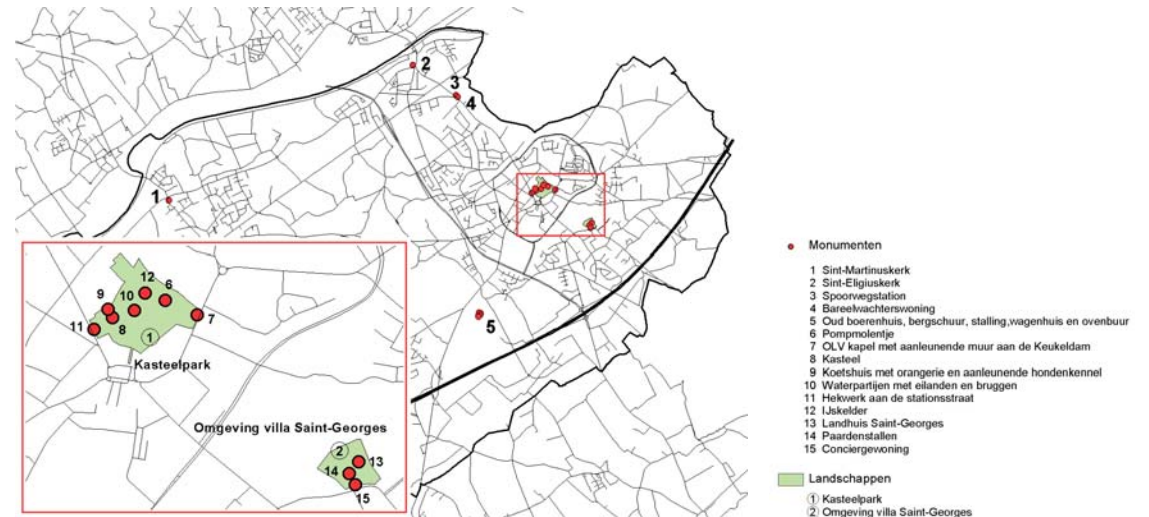 2
3
4
1
5
12
6
9
10
7
11
8
1
Kasteelpark
Omgeving villa Saint-Georges
2
13
14
15
Monumenten
1 Sint-Martinuskerk
2 Sint-Eligiuskerk
3 Spoorwegstation
4 Bareelwachterswoning
5 Oud boerenhuis, bergschuur, stalling,wagenhuis en ovenbuur
6 Pompmolentje
7 OLV kapel met aanleunende muur aan de Keukeldam
8 Kasteel
9 Koetshuis met orangerie en aanleunende hondenkennel
10 Waterpartijen met eilanden en bruggen
11 Hekwerk aan de stationsstraat
12 IJskelder
13 Landhuis Saint-Georges
14 Paardenstallen
15 Conciergewoning
Landschappen
1 Kasteelpark
2 Omgeving villa Saint-Georges